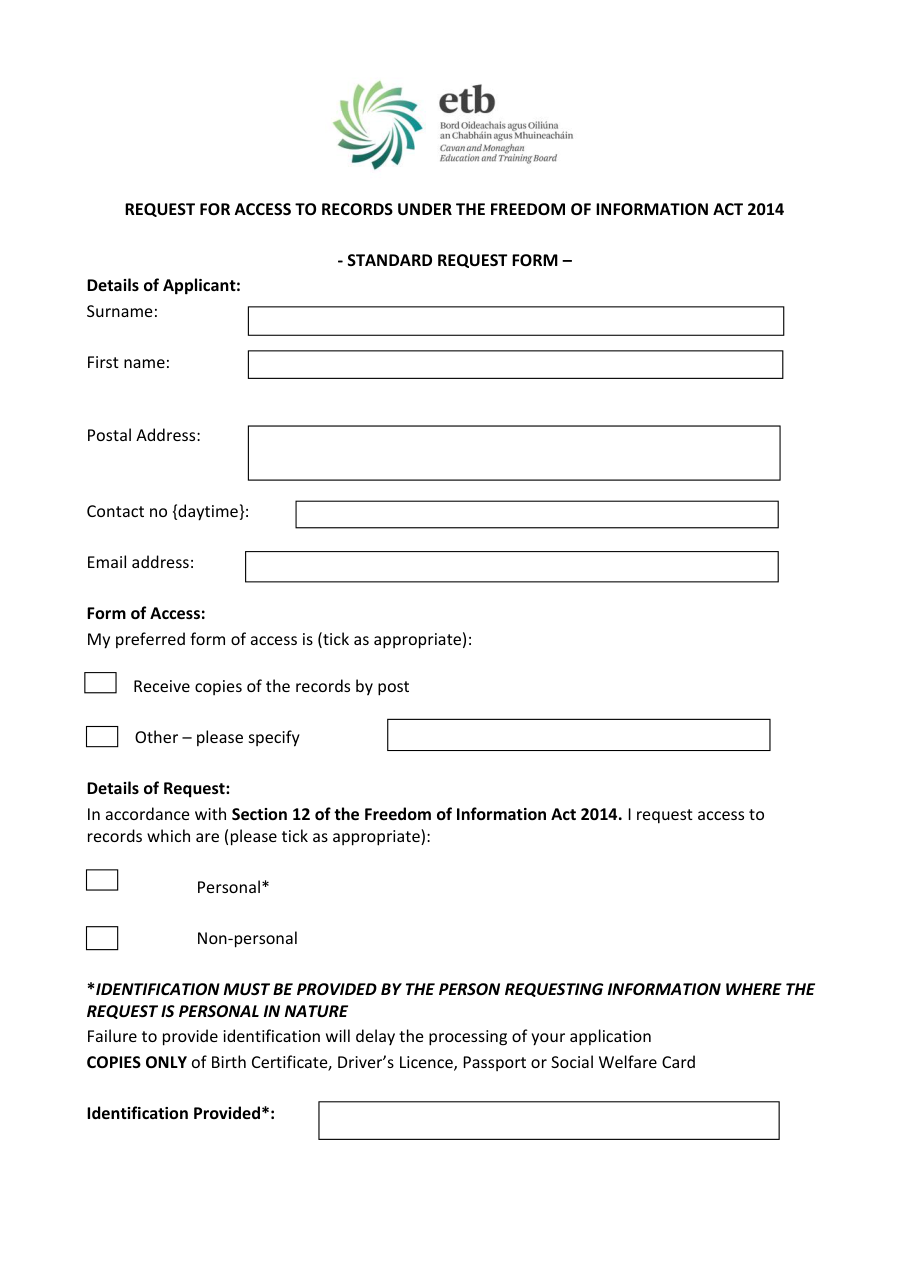 etb
Bord Oideachais agus Oiliúna
an Chabháin agus Mhuineacháin
Cavan and Monaghan
Education and Training Board
REQUEST FOR ACCESS TO RECORDS UNDER THE FREEDOM OF INFORMATION ACT 2014
- STANDARD REQUEST FORM –
Details of Applicant:
Surname:
First name:
Postal Address:
Contact no {daytime}:
Email address:
Form of Access:
My preferred form of access is (tick as appropriate):
Receive copies of the records by post
Other – please specify
Details of Request:
In accordance with Section 12 of the Freedom of Information Act 2014. I request access to
records which are (please tick as appropriate):
Personal*
Non-personal
*IDENTIFICATION MUST BE PROVIDED BY THE PERSON REQUESTING INFORMATION WHERE THE
REQUEST IS PERSONAL IN NATURE
Failure to provide identification will delay the processing of your application
COPIES ONLY of Birth Certificate, Driver’s Licence, Passport or Social Welfare Card
Identification Provided*: